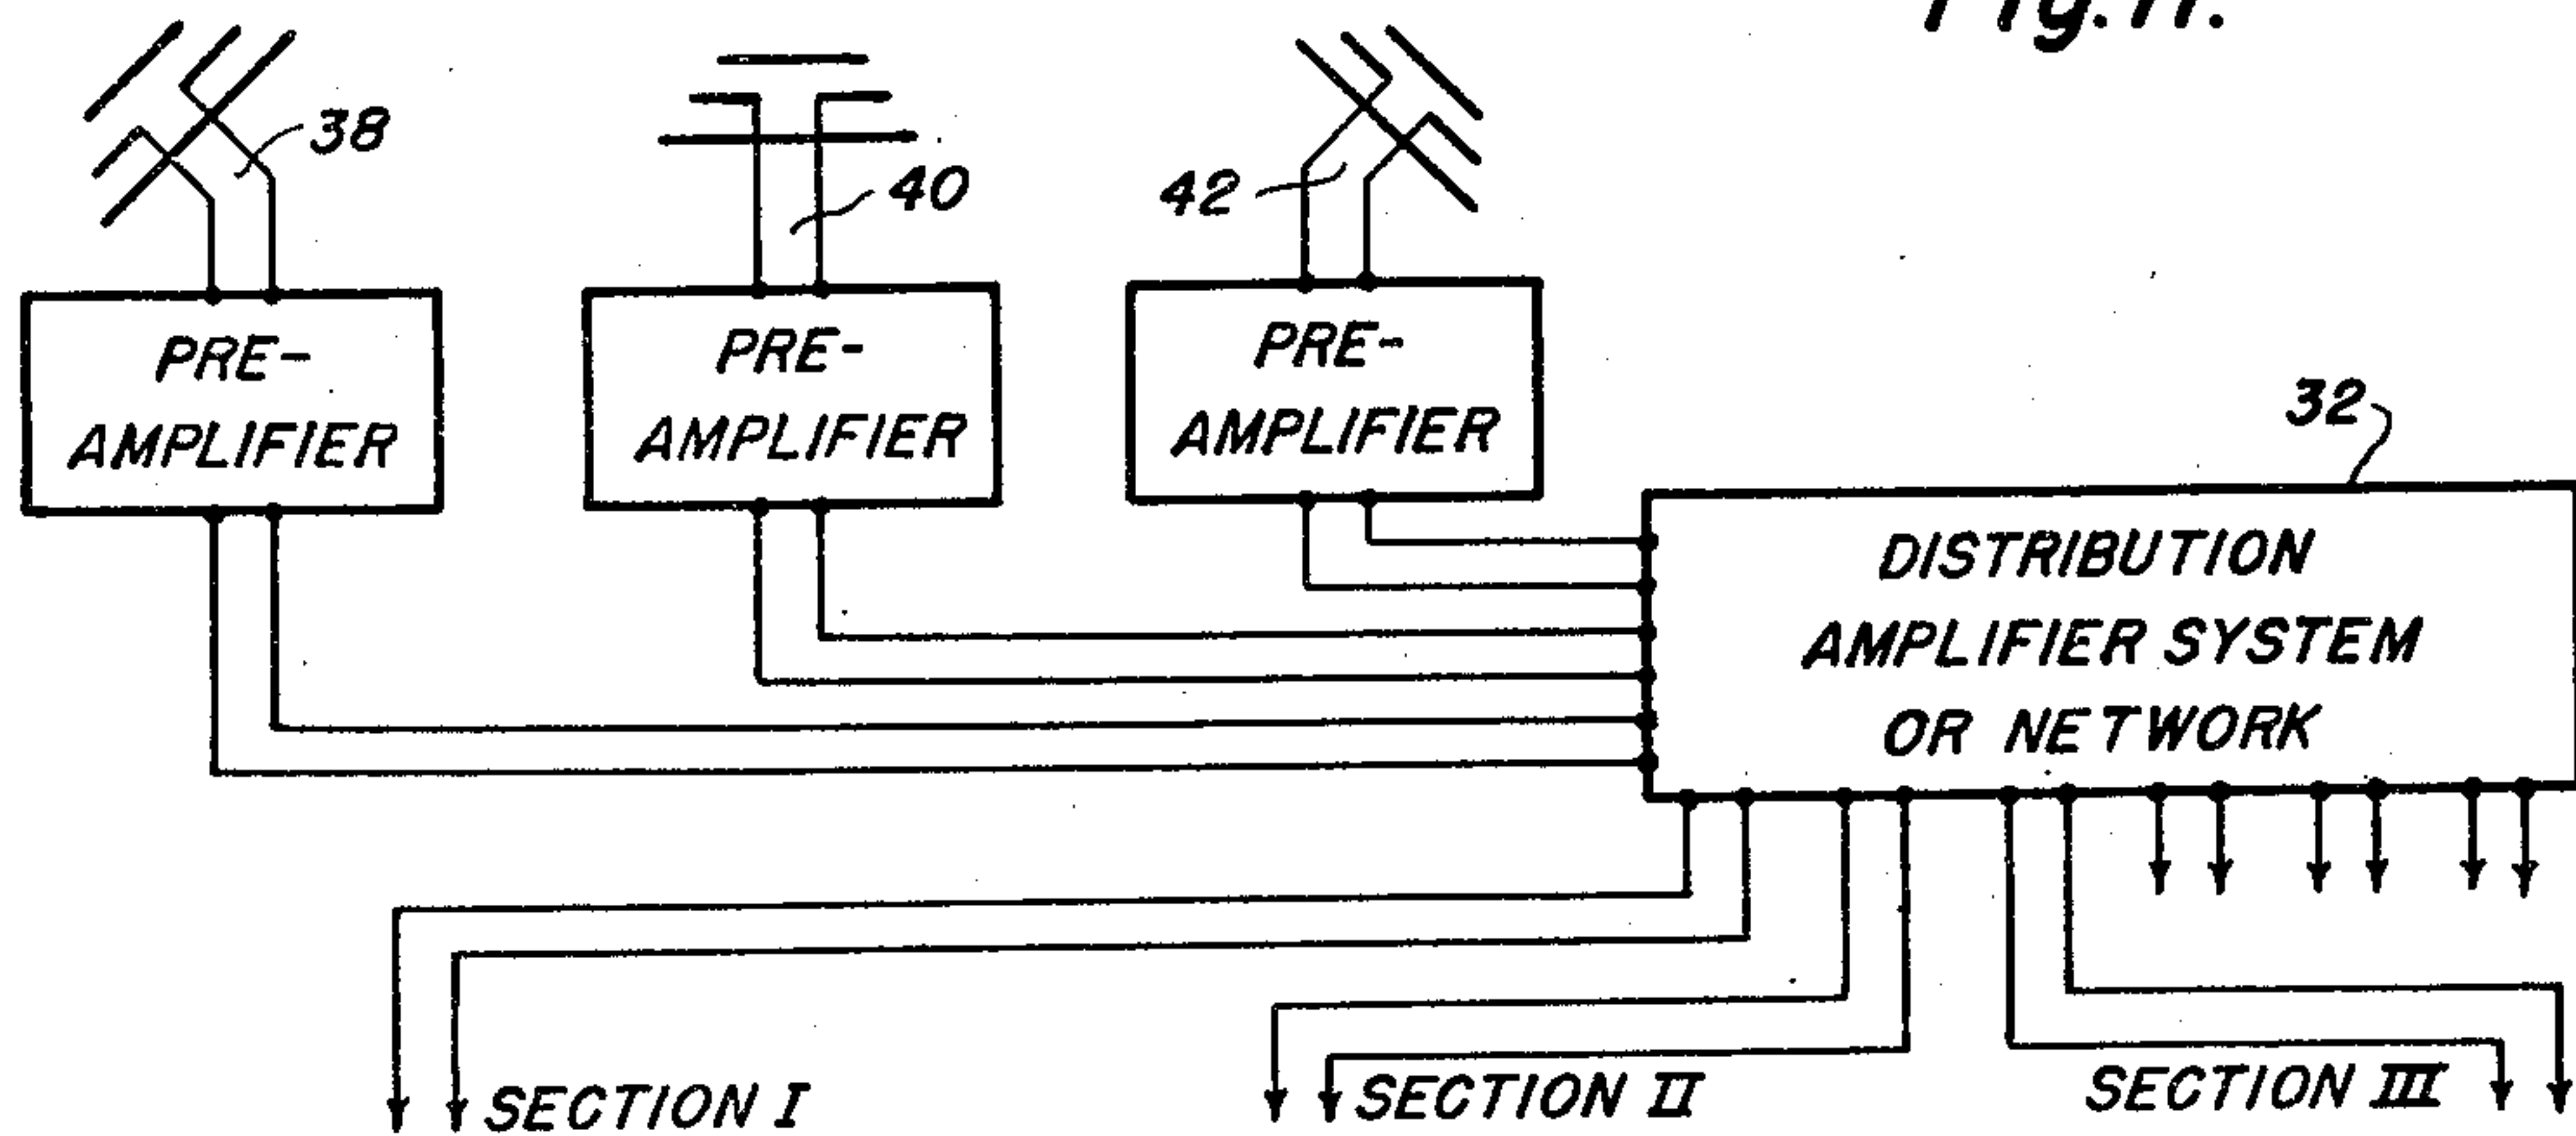 Fig. 11.
38
40
42
PRE-
AMPLIFIER
PRE-
AMPLIFIER
PRE-
AMPLIFIER
32
DISTRIBUTION
AMPLIFIER SYSTEM
OR NETWORK
SECTION I
SECTION II
SECTION III